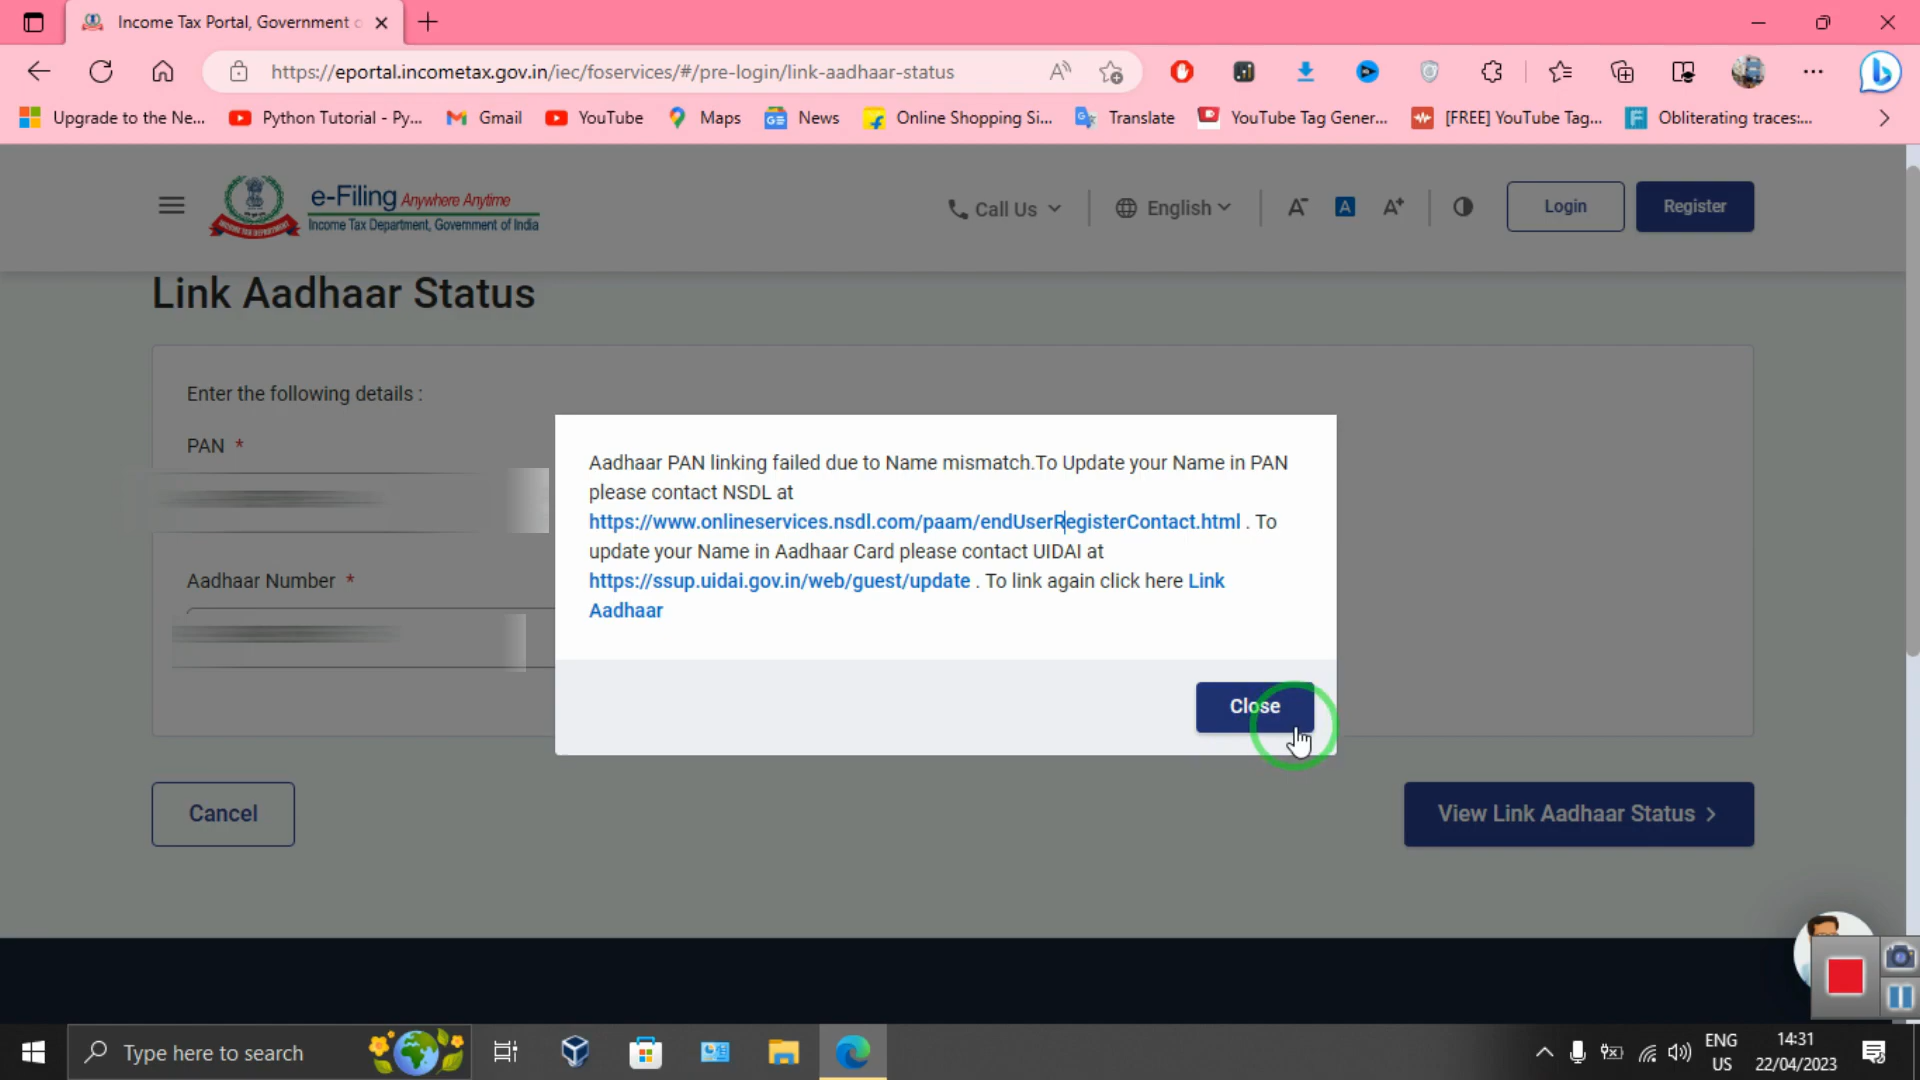 Income Tax Portal, Government o
https://eportal.incometax.gov.in/iec/foservices/#/pre-login/link-aadhaar-status
Upgrade to the Ne...
Python Tutorial - Py...
Gmail
YouTube
Maps
News
Online Shopping Si...
Translate
YouTube Tag Gener...
[FREE] YouTube Tag...
Obliterating traces:...
e-Filing Anywhere Anytime
Income Tax Department, Government of India
Call Us
English
A-
A
A+
Login
Register
Link Aadhaar Status
Enter the following details :
PAN *
Aadhaar Number *
Aadhaar PAN linking failed due to Name mismatch.To Update your Name in PAN
please contact NSDL at
https://www.onlineservices.nsdl.com/paam/endUserRegisterContact.html . To
update your Name in Aadhaar Card please contact UIDAI at
https://ssup.uidai.gov.in/web/guest/update . To link again click here Link
Aadhaar
Close
Cancel
View Link Aadhaar Status >
Type here to search
ENG
US
14:31
22/04/2023